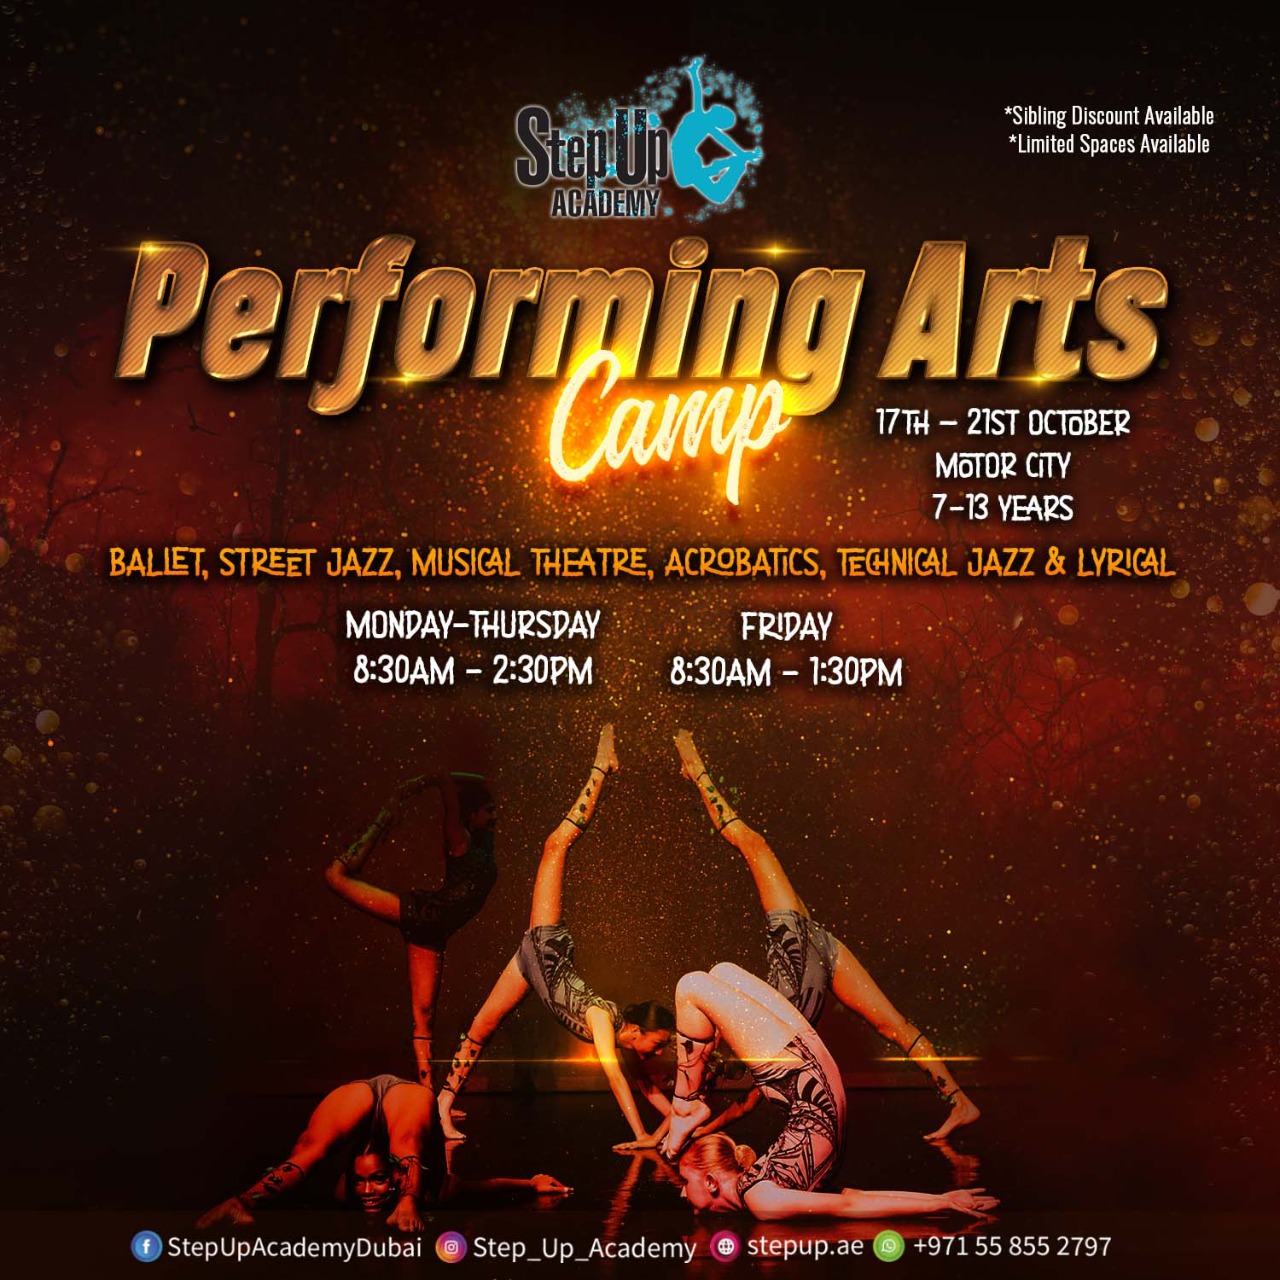 Step Up
ACADEMY
*Sibling Discount Available
*Limited Spaces Available
Performing Arts
Camp
17TH – 21ST OCTOBER
MOTOR CITY
7-13 YEARS
BALLET, STREET JAZZ, MUSICAL THEATRE, ACROBATICS, TECHNICAL JAZZ & LYRICAL
MONDAY-THURSDAY
8:30AM – 2:30PM
FRIDAY
8:30AM – 1:30PM
StepUpAcademyDubai Step_Up_Academy stepup.ae +971 55 855 2797